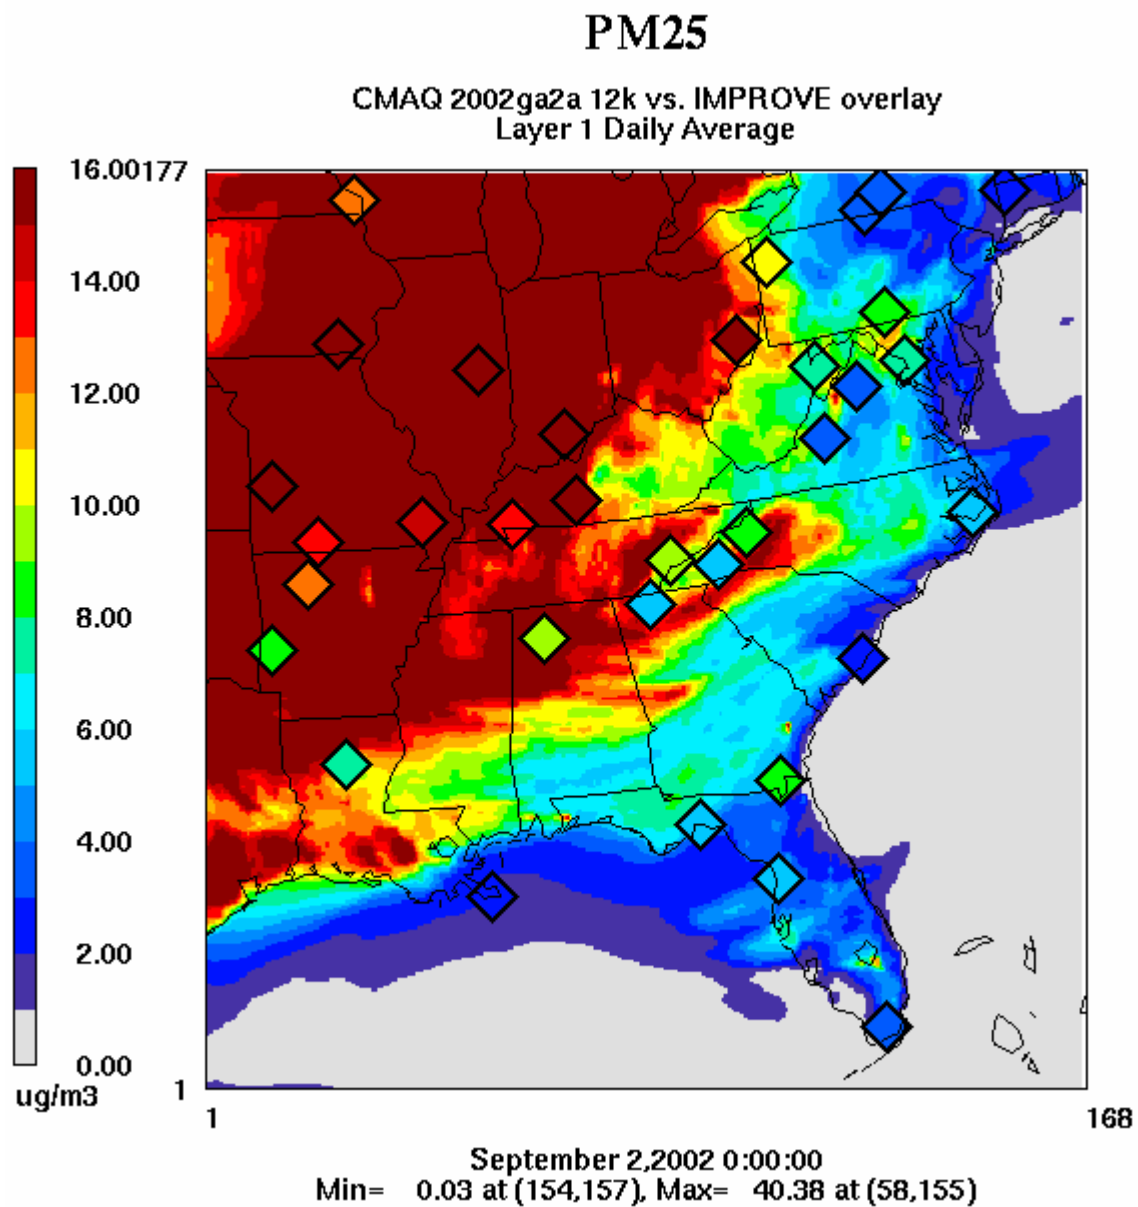 PM25
CMAQ 2002ga2a 12k vs. IMPROVE overlay
Layer 1 Daily Average
16.00177
14.00
12.00
10.00
8.00
6.00
4.00
2.00
0.00
ug/m3
1
1
168
September 2,2002 0:00:00
Min= 0.03 at (154,157), Max= 40.38 at (58,155)